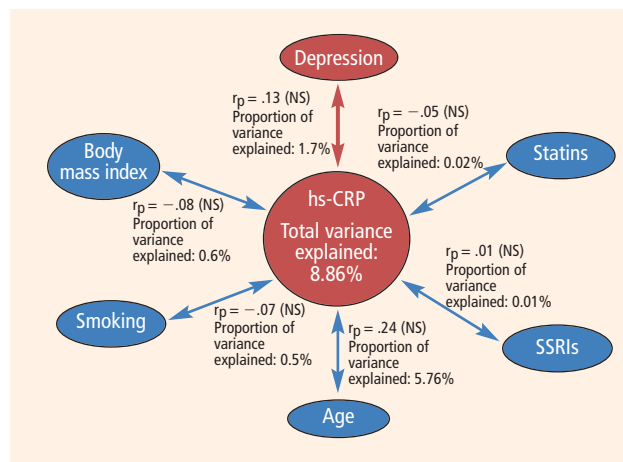 Depression
rp = .13 (NS)
Proportion of
variance
explained: 1.7%
rp = −.05 (NS)
Proportion of
variance
explained: 0.02%
Statins
Body
mass index
rp = −.08 (NS)
Proportion of
variance
explained: 0.6%
hs-CRP
Total variance
explained:
8.86%
rp = .01 (NS)
Proportion of
variance
explained: 0.01%
SSRIs
Smoking
rp = −.07 (NS)
Proportion of
variance
explained: 0.5%
rp = .24 (NS)
Proportion of
variance
explained: 5.76%
Age